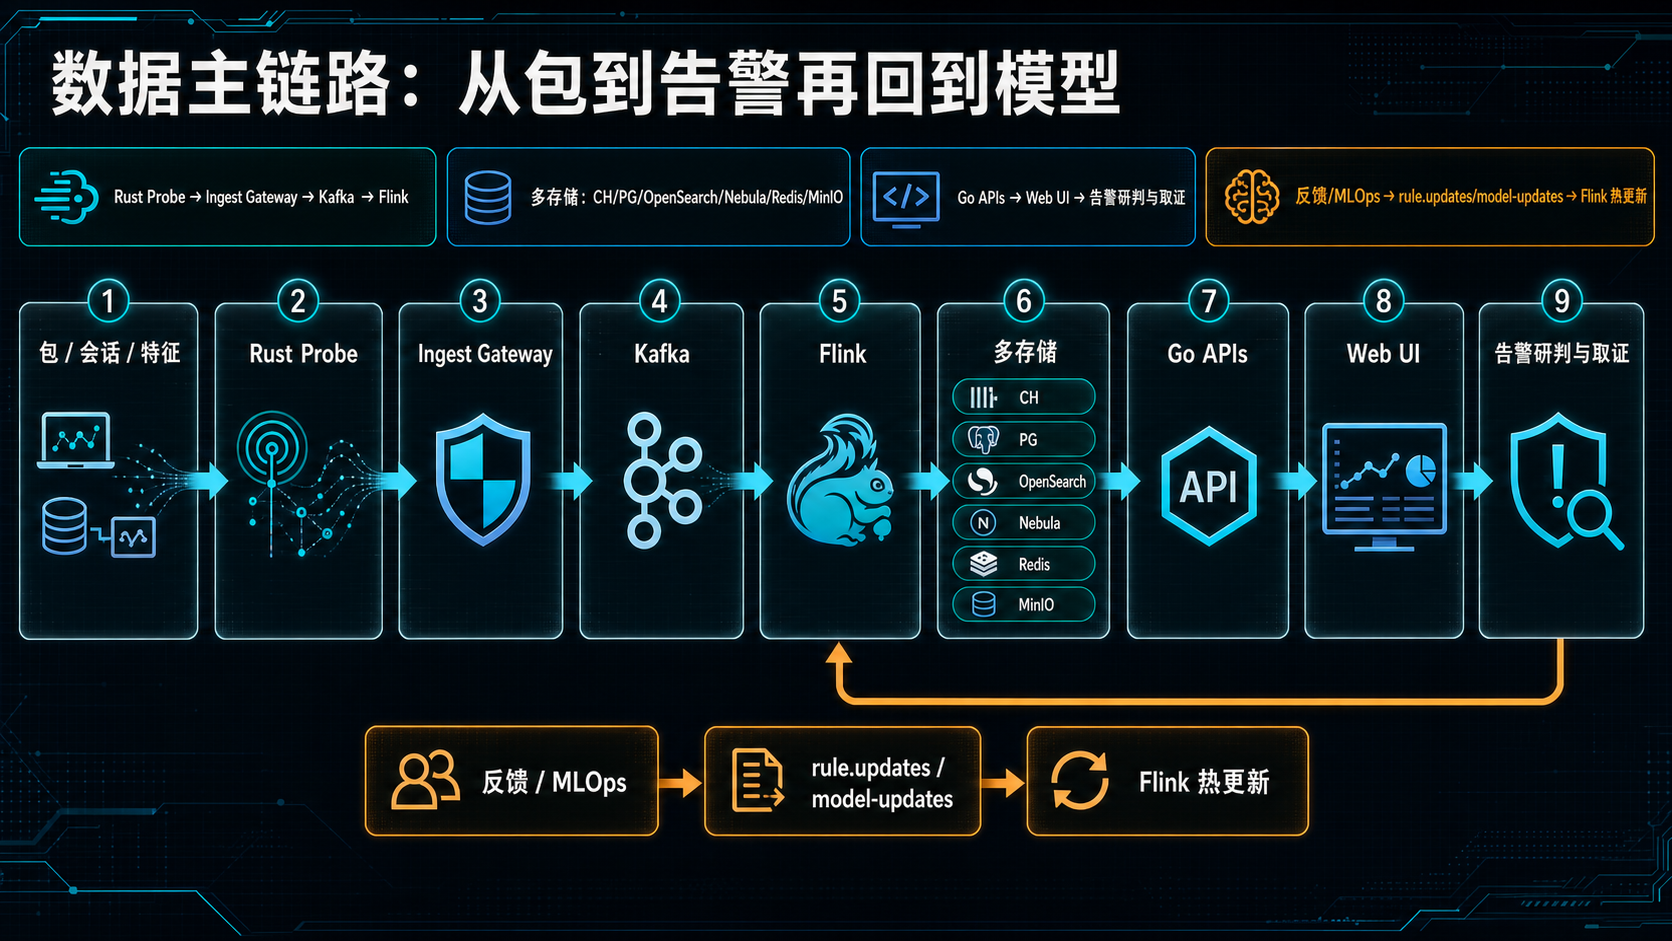 数据主链路：从包到告警再回到模型
Rust Probe → Ingest Gateway → Kafka → Flink
多存储：CH/PG/OpenSearch/Nebula/Redis/MinIO
Go APIs → Web UI → 告警研判与取证
反馈/MLOps → rule.updates/model-updates → Flink 热更新
1
包 / 会话 / 特征
2
Rust Probe
3
Ingest Gateway
4
Kafka
5
Flink
6
多存储
CH
PG
OpenSearch
N
Nebula
Redis
MinIO
7
Go APIs
API
8
Web UI
9
告警研判与取证
反馈 / MLOps
rule.updates /
model-updates
Flink 热更新